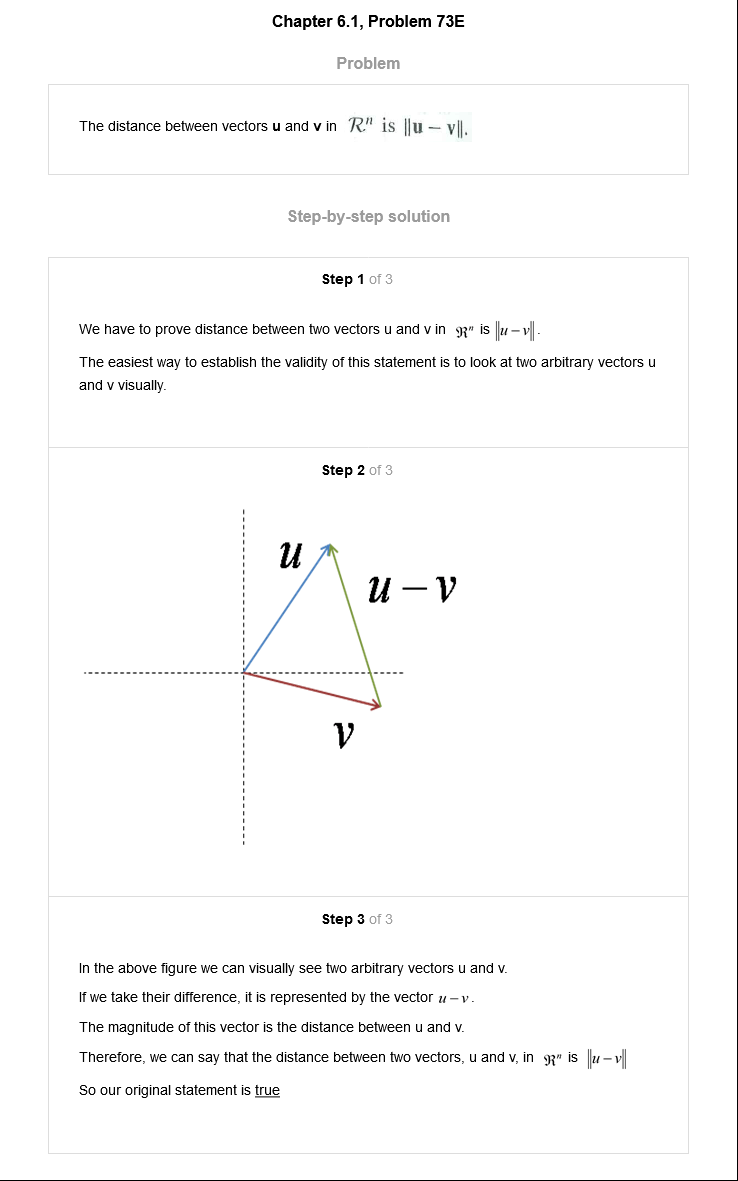 Chapter 6.1, Problem 73E
Problem
The distance between vectors u and v in ℛⁿ is ||u − v||.
Step-by-step solution
Step 1 of 3
We have to prove distance between two vectors u and v in ℜⁿ is ‖u − v‖.
The easiest way to establish the validity of this statement is to look at two arbitrary vectors u
and v visually.
Step 2 of 3
u
u − v
v
Step 3 of 3
In the above figure we can visually see two arbitrary vectors u and v.
If we take their difference, it is represented by the vector u − v.
The magnitude of this vector is the distance between u and v.
Therefore, we can say that the distance between two vectors, u and v, in ℜⁿ is ‖u − v‖
So our original statement is true